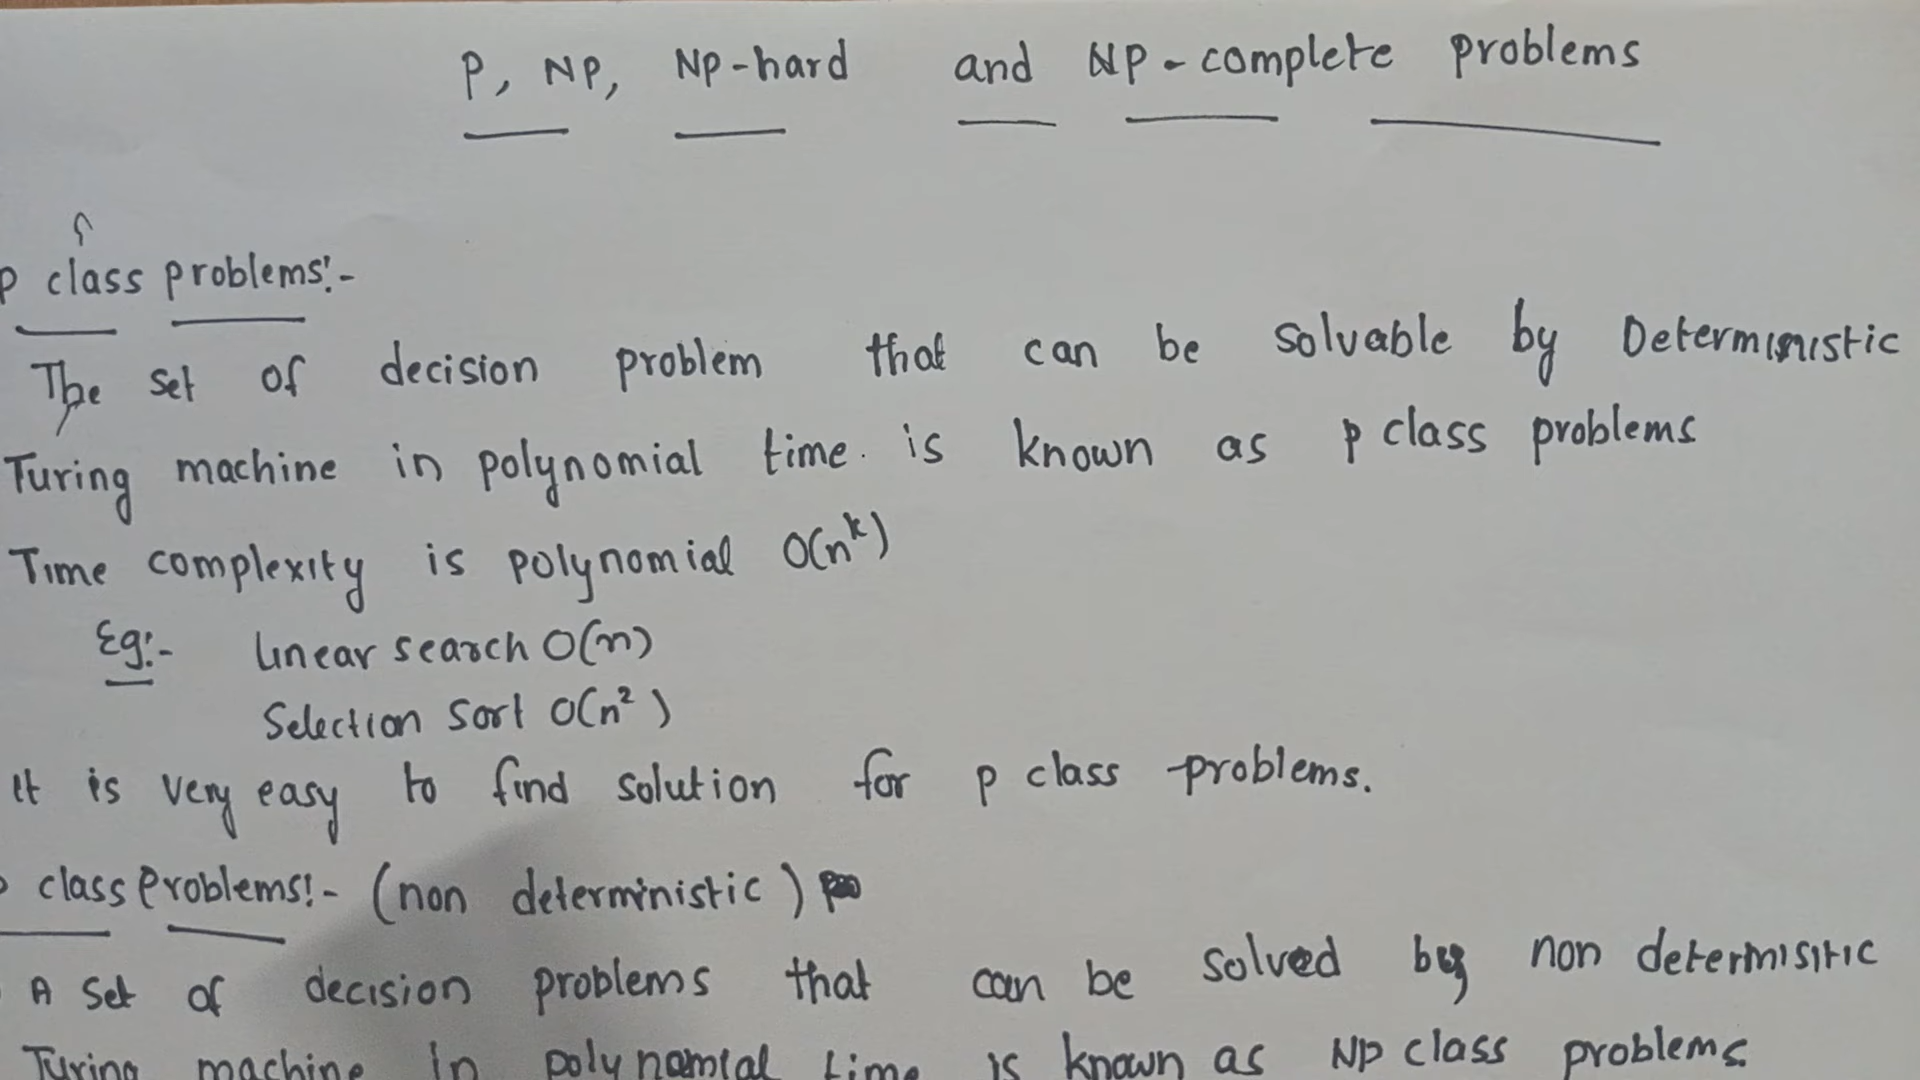 P, NP, NP-hard and NP-complete problems
P class problems:-
The set of decision problem that can be solvable by Deterministic
Turing machine in polynomial time. is known as p class problems
Time complexity is polynomial O(n^k)
Eg:- Linear search O(n)
Selection sort O(n²)
It is very easy to find solution for p class problems.
class Problems:- (non deterministic)
A set of decision problems that can be solved by non determisitic
Turing machine in polynomial time is known as NP class problems